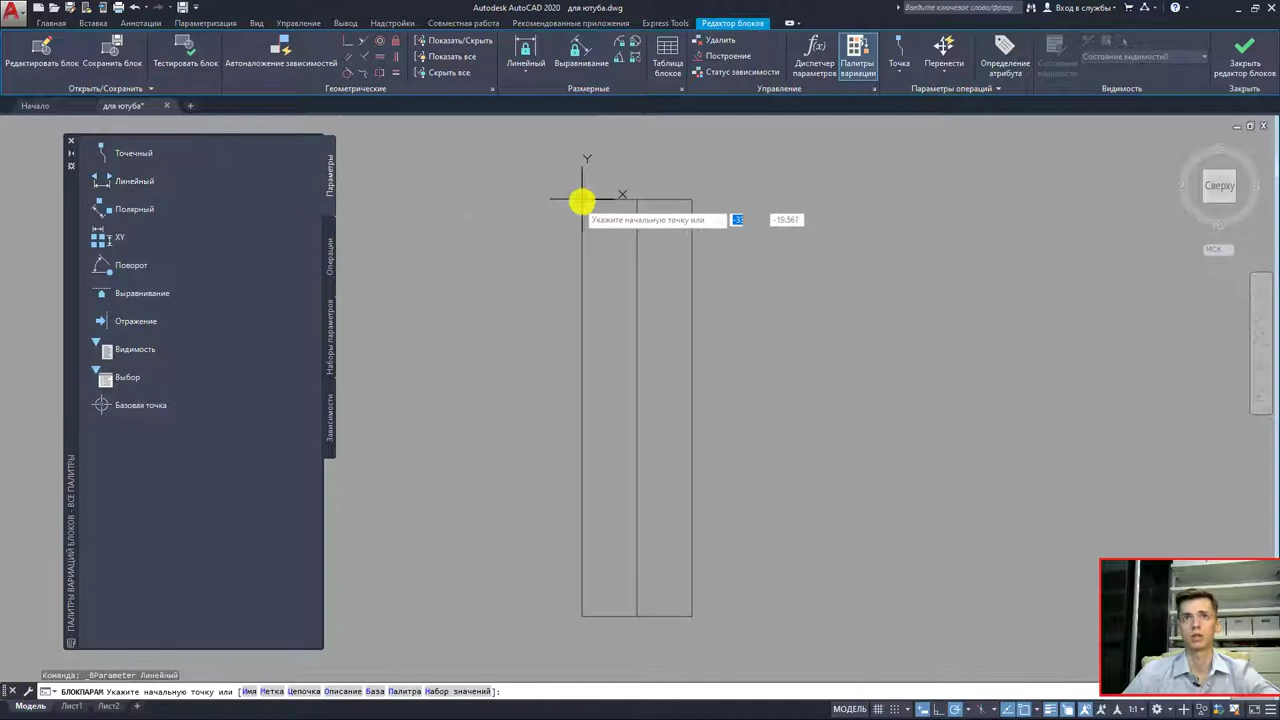 Autodesk AutoCAD 2020 для ютуба.dwg
Введите ключевое слово/фразу
Вход в службы
Главная Вставка Аннотации Параметризация Вид Управление Вывод Надстройки Совместная работа Рекомендованные приложения Express Tools Редактор блоков
Редактировать блок
Сохранить блок
Тестировать блок
Автоналожение зависимостей
Показать/Скрыть
Показать все
Скрыть все
Линейный
Выравнивание
Таблица блоков
Удалить
Построение
Статус зависимости
Диспетчер параметров
Палитры вариации
Точка
Перенести
Определение атрибута
Состояния видимости
Состояние видимости0
Закрыть редактор блоков
Открыть/Сохранить
Геометрические
Размерные
Управление
Параметры операций
Видимость
Закрыть
Начало
для ютуба*
Точечный
Линейный
Полярный
XY
Поворот
Выравнивание
Отражение
Видимость
Выбор
Базовая точка
Параметры
Операции
Наборы параметров
Зависимости
ПАЛИТРЫ ВАРИАЦИЙ БЛОКОВ - ВСЕ ПАЛИТРЫ
Y
X
Укажите начальную точку или
Сверху
МСК
Команда: _BParameter Линейный
БЛОКПАРАМ Укажите начальную точку или [Имя Метка Цепочка Описание База Палитра Набор значений]:
Модель Лист1 Лист2 +
МОДЕЛЬ
1:1